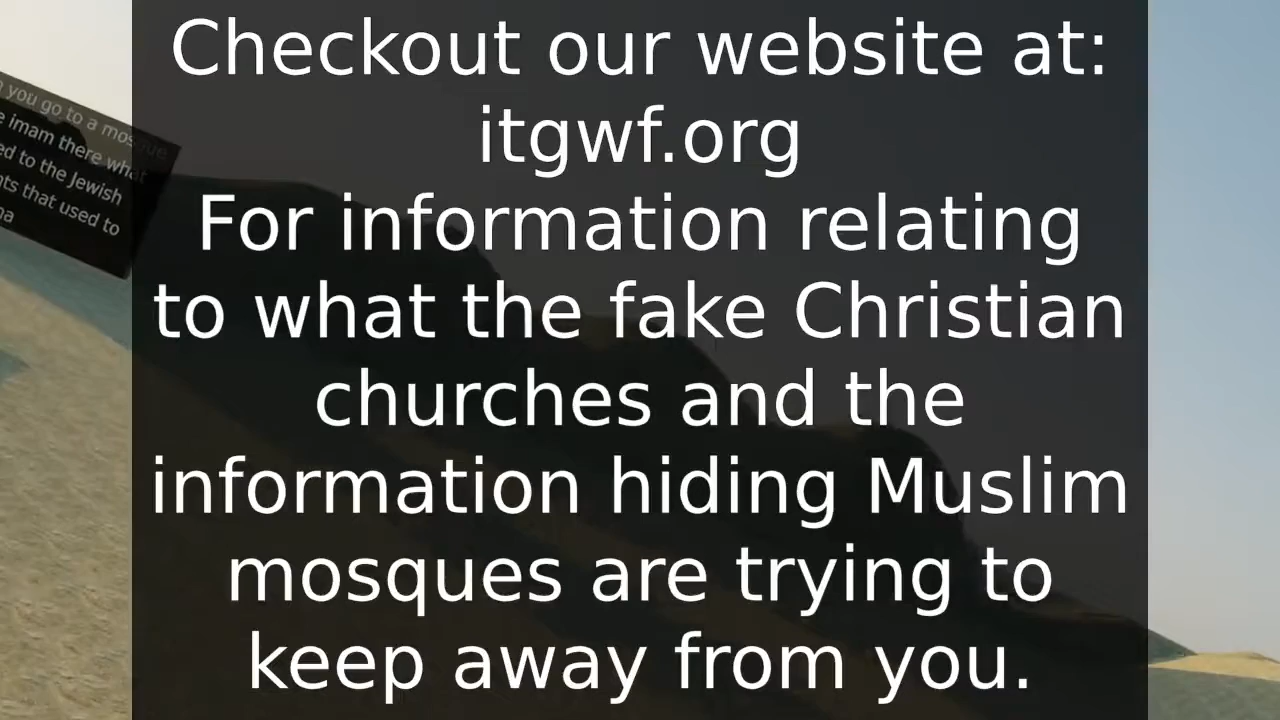 Checkout our website at:
itgwf.org
For information relating
to what the fake Christian
churches and the
information hiding Muslim
mosques are trying to
keep away from you.
you go to a mosque
imam there what
to the Jewish
that used to